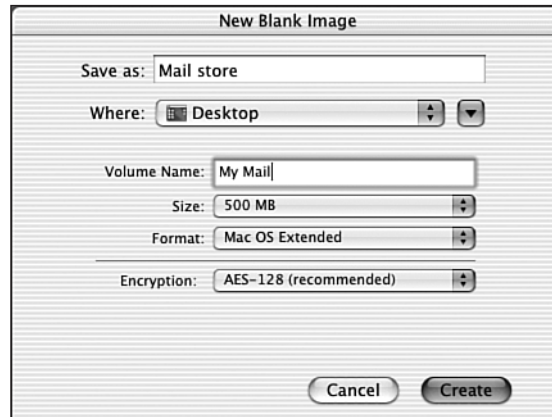 New Blank Image
Save as: Mail store
Where: Desktop
Volume Name: My Mail
Size: 500 MB
Format: Mac OS Extended
Encryption: AES-128 (recommended)
Cancel Create